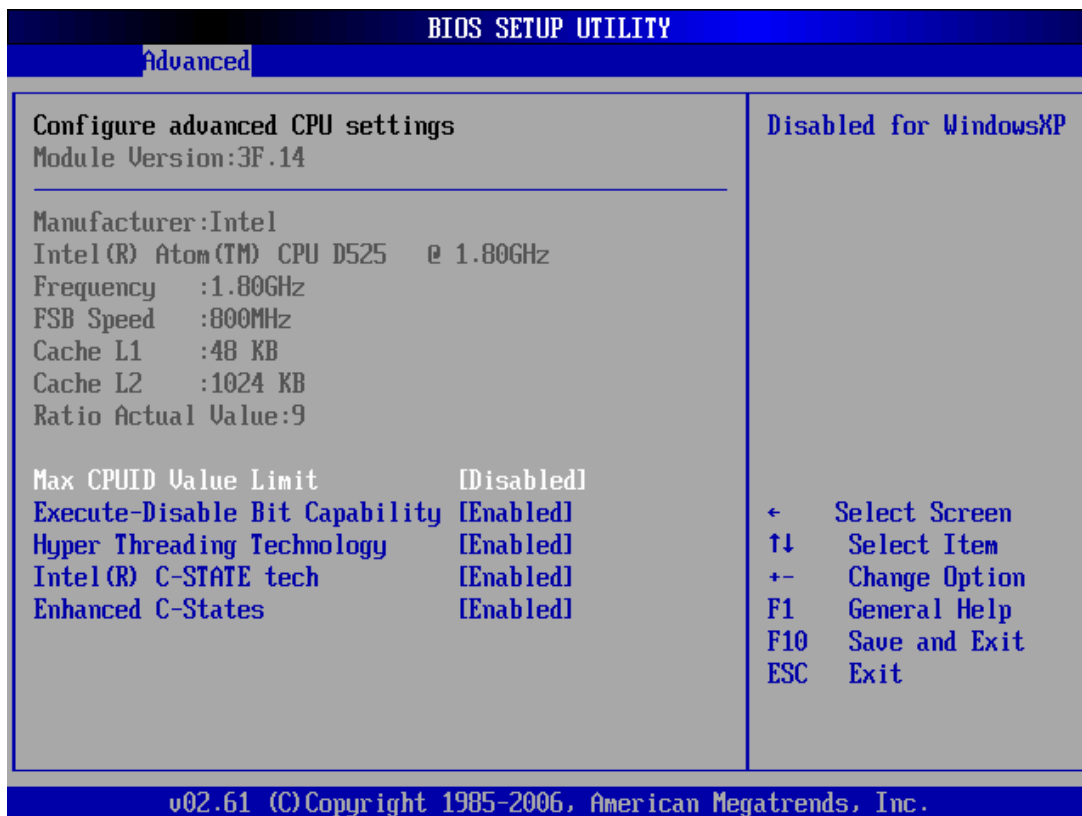 BIOS SETUP UTILITY
Advanced
Configure advanced CPU settings
Module Version:3F.14
Manufacturer:Intel
Intel(R) Atom(TM) CPU D525   @ 1.80GHz
Frequency   :1.80GHz
FSB Speed   :800MHz
Cache L1    :48 KB
Cache L2    :1024 KB
Ratio Actual Value:9
Max CPUID Value Limit         [Disabled]
Execute-Disable Bit Capability [Enabled]
Hyper Threading Technology    [Enabled]
Intel(R) C-STATE tech         [Enabled]
Enhanced C-States             [Enabled]
Disabled for WindowsXP
←    Select Screen
↑↓    Select Item
+-    Change Option
F1    General Help
F10   Save and Exit
ESC   Exit
v02.61 (C)Copyright 1985-2006, American Megatrends, Inc.